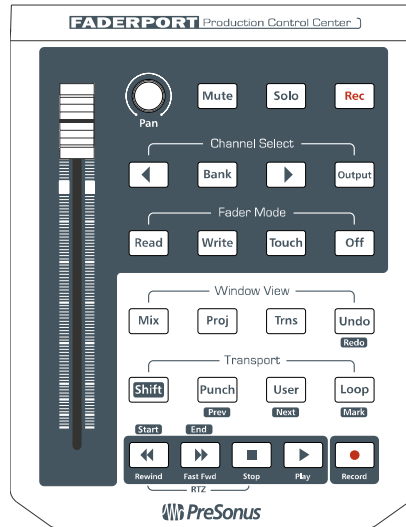 FADERPORT Production Control Center
Mute Solo Rec
Pan
Channel Select
Bank Output
Fader Mode
Read Write Touch Off
Window View
Mix Proj Trns Undo
Redo
Transport
Shift Punch User Loop
Prev Next Mark
Start End
Rewind Fast Fwd Stop Play Record
RTZ
PreSonus